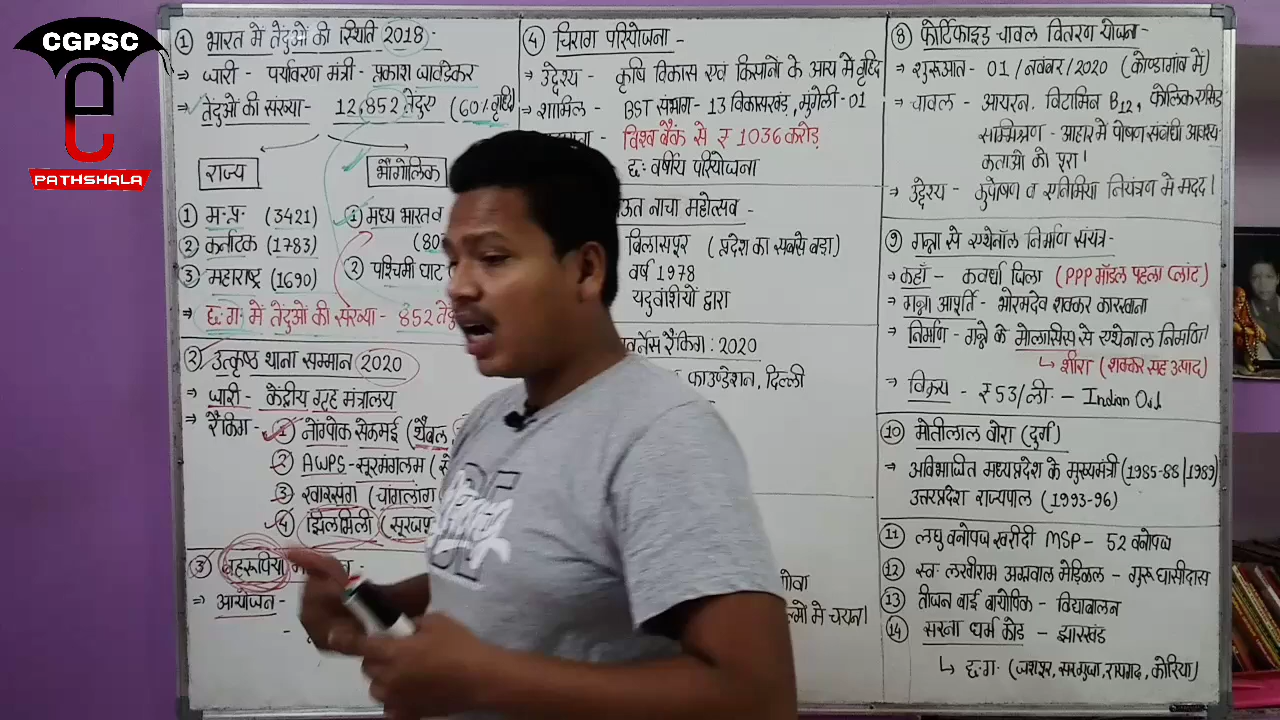 CGPSC
PATHSHALA
① भारत में तेंदुओं की स्थिति 2018 -
→ जारी - पर्यावरण मंत्री - प्रकाश जावडेकर
→ तेंदुओं की संख्या - 12,852 तेंदुए (60% वृद्धि)
राज्य
① म.प्र. (3421)
② कर्नाटक (1783)
③ महाराष्ट्र (1690)
भौगोलिक
① मध्य भारत व
(80
② पश्चिमी घाट
→ छ.ग. में तेंदुओं की संख्या - 852
② उत्कृष्ठ थाना सम्मान 2020
→ जारी - केंद्रीय गृह मंत्रालय
→ रैंकिंग - ① नोंग्पोक सेकमई (थैंबल
② AWPS - सूरमंगलम
③ खारसंग (चांगलांग
④ झिलमिली (सूरजपु
③ बहरूपिया
→ आयोजन -
④ चिराग परियोजना -
→ उद्देश्य - कृषि विकास एवं किसानों के आय में वृद्धि
→ शामिल - BST संभाग - 13 विकासखंड, मुंगेली - 01
विश्व बैंक से ₹ 1036 करोड़
छः वर्षीय परियोजना
नाचा महोत्सव -
बिलासपुर (प्रदेश का सबसे बड़ा)
वर्ष 1978
यदुवंशियों द्वारा
वर्नेंस रैंकिंग : 2020
फाउण्डेशन, दिल्ली
गोवा
में चयन।
⑧ फोर्टिफाइड चावल वितरण योजना -
→ शुरूआत - 01/नवंबर/2020 (कोण्डागांव में)
→ चावल - आयरन, विटामिन B12, फोलिक एसिड
सम्मिश्रण - आहार में पोषण संबंधी आवश्य-
कताओं को पूरा।
→ उद्देश्य - कुपोषण व एनिमिया नियंत्रण में मदद।
⑨ गन्ना से एथेनॉल निर्माण संयंत्र -
→ कहाँ - कवर्धा जिला (PPP मॉडल पहला प्लांट)
→ गन्ना आपूर्ति - भोरमदेव शक्कर कारखाना
→ निर्माण - गन्ने के मोलासिस से एथेनाल निर्माण।
↳ शीरा (शक्कर सह उत्पाद)
→ विक्रय - ₹ 53/ली. - Indian Oil
⑩ मोतीलाल वोरा (दुर्ग)
→ अविभाजित मध्यप्रदेश के मुख्यमंत्री (1985-88/1989)
उत्तरप्रदेश राज्यपाल (1993-96)
⑪ लघु वनोपज खरीदी MSP - 52 वनोपज
⑫ स्व. लखीराम अग्रवाल मेडिकल - गुरू घासीदास
⑬ तीजन बाई बायोपिक - विद्याबालन
⑭ सरना धर्म कोड - झारखंड
↳ छ.ग. (जशपुर, सरगुजा, रायगढ़, कोरिया)